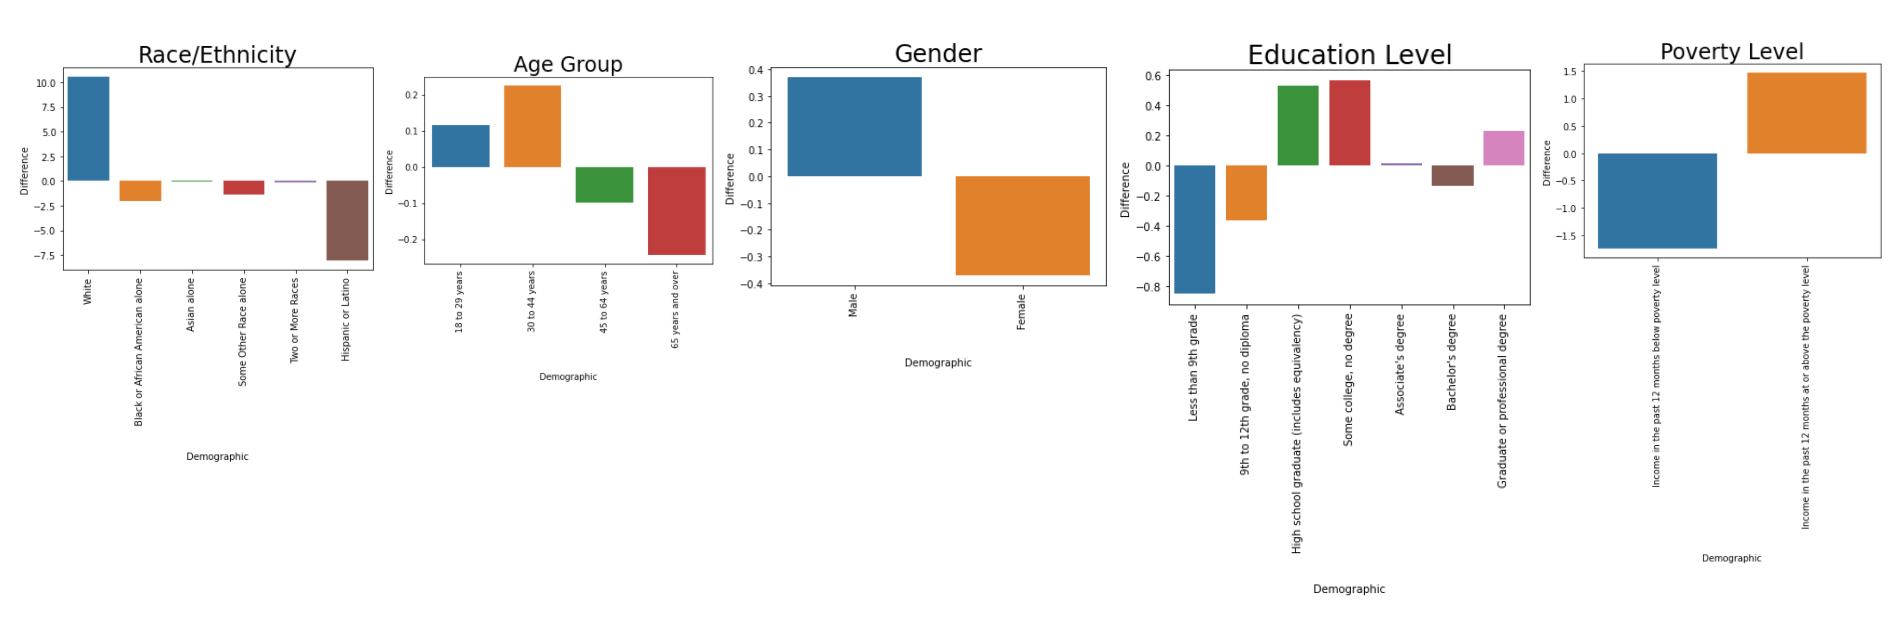 Race/Ethnicity
Difference
10.0
7.5
5.0
2.5
0.0
−2.5
−5.0
−7.5
White
Black or African American alone
Asian alone
Some Other Race alone
Two or More Races
Hispanic or Latino
Demographic
Age Group
Difference
0.2
0.1
0.0
−0.1
−0.2
18 to 29 years
30 to 44 years
45 to 64 years
65 years and over
Demographic
Gender
Difference
0.4
0.3
0.2
0.1
0.0
−0.1
−0.2
−0.3
−0.4
Male
Female
Demographic
Education Level
Difference
0.6
0.4
0.2
0.0
−0.2
−0.4
−0.6
−0.8
Less than 9th grade
9th to 12th grade, no diploma
High school graduate (includes equivalency)
Some college, no degree
Associate's degree
Bachelor's degree
Graduate or professional degree
Demographic
Poverty Level
Difference
1.5
1.0
0.5
0.0
−0.5
−1.0
−1.5
Income in the past 12 months below poverty level
Income in the past 12 months at or above the poverty level
Demographic